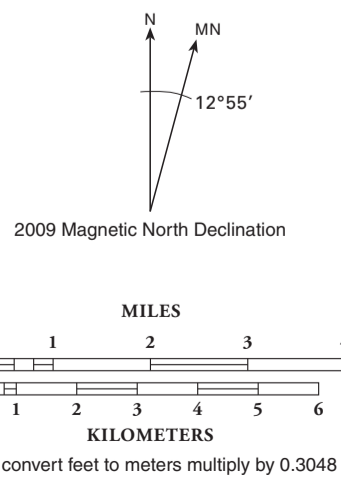 N
MN
12°55′
2009 Magnetic North Declination
MILES
1 2 3
1 2 3 4 5 6
KILOMETERS
convert feet to meters multiply by 0.3048